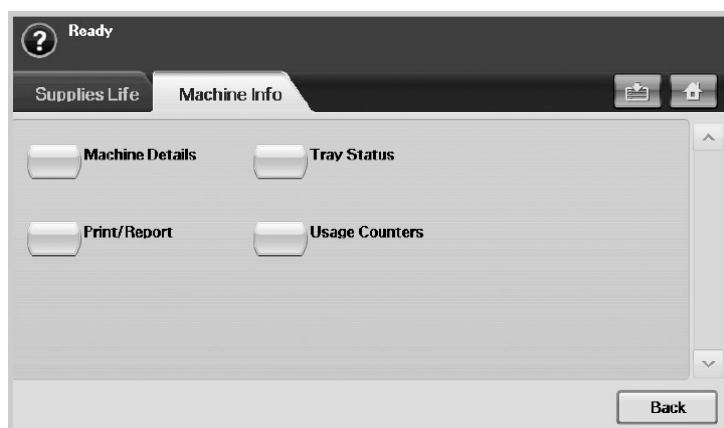 Ready
Supplies Life Machine Info
Machine Details Tray Status
Print/Report Usage Counters
Back